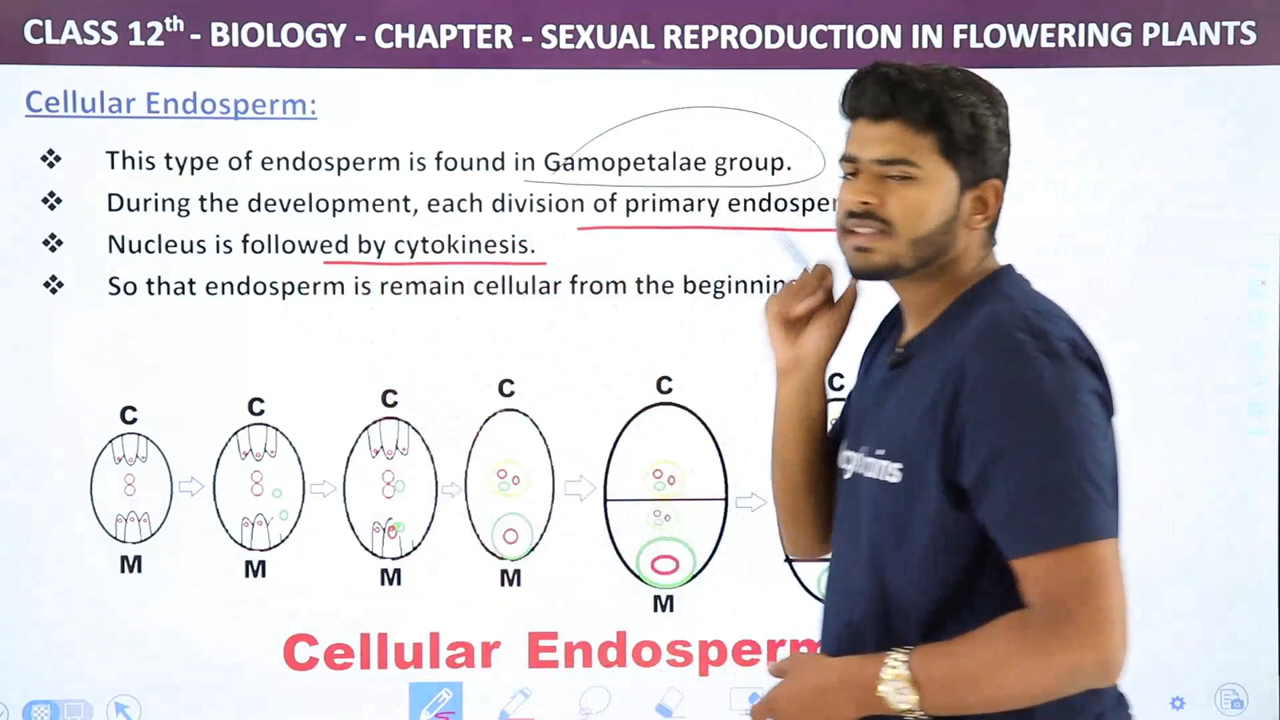 CLASS 12th - BIOLOGY - CHAPTER - SEXUAL REPRODUCTION IN FLOWERING PLANTS
Cellular Endosperm:
❖ This type of endosperm is found in Gamopetalae group.
❖ During the development, each division of primary
❖ Nucleus is followed by cytokinesis.
❖ So that endosperm is remain cellular from the
C C C C C C
M M M M M
Cellular Endosperm